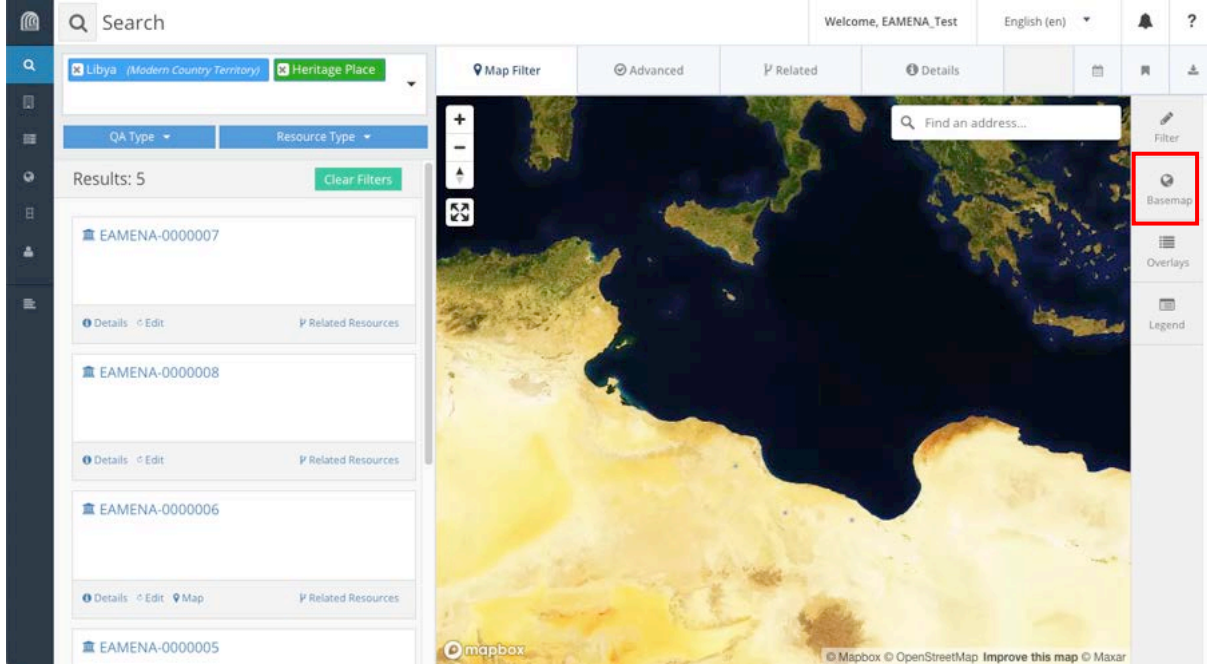 Search
Welcome, EAMENA_Test
English (en)
?
Libya (Modern Country Territory)
Heritage Place
QA Type
Resource Type
Results: 5
Clear Filters
EAMENA-0000007
Details Edit Related Resources
EAMENA-0000008
Details Edit Related Resources
EAMENA-0000006
Details Edit Map Related Resources
EAMENA-0000005
Map Filter
Advanced
Related
Details
Find an address...
Filter
Basemap
Overlays
Legend
mapbox
© Mapbox © OpenStreetMap Improve this map © Maxar